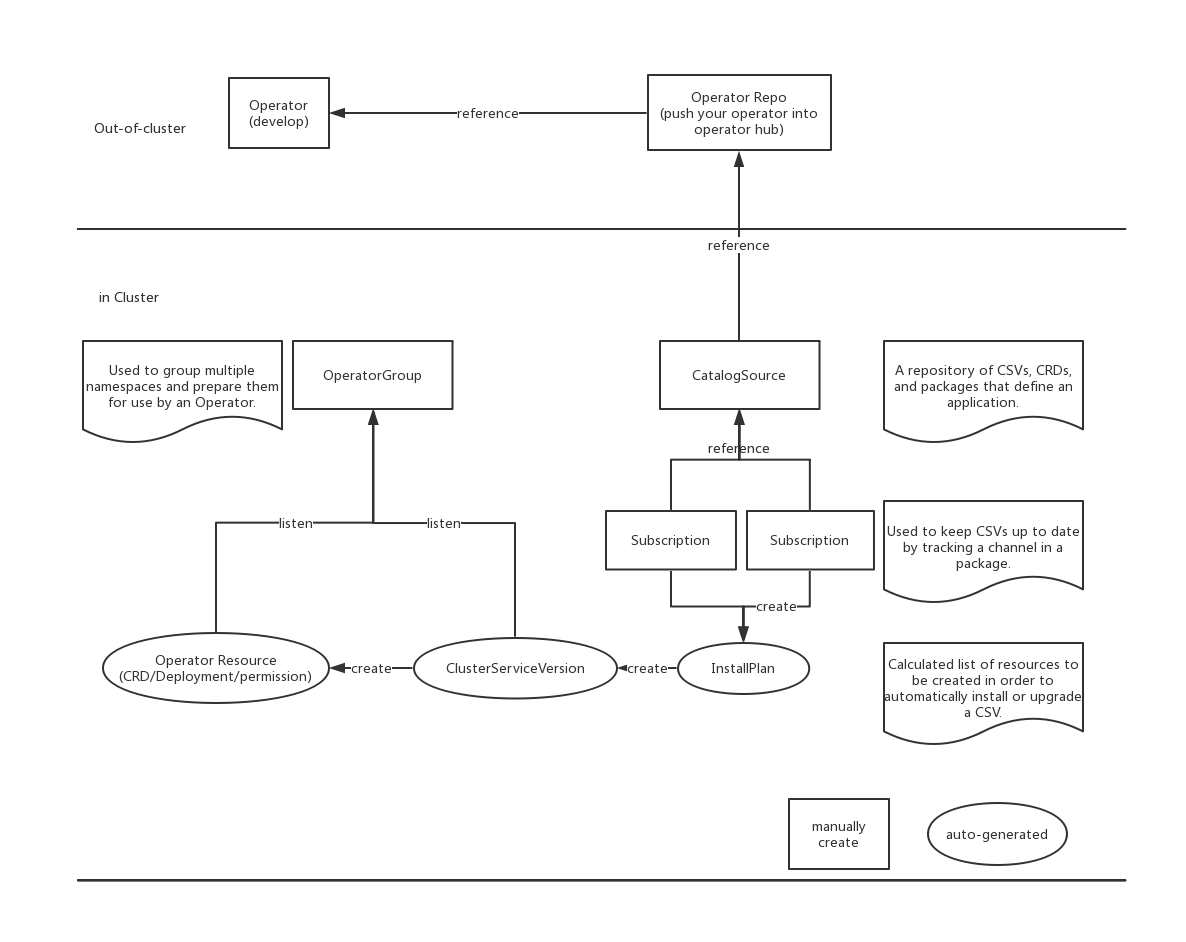 Operator
(develop)
reference
Operator Repo
(push your operator into
operator hub)
Out-of-cluster
reference
in Cluster
Used to group multiple
namespaces and prepare them
for use by an Operator.
OperatorGroup
CatalogSource
A repository of CSVs, CRDs,
and packages that define an
application.
reference
listen
listen
Subscription
Subscription
Used to keep CSVs up to date
by tracking a channel in a
package.
create
Operator Resource
(CRD/Deployment/permission)
create
ClusterServiceVersion
create
InstallPlan
Calculated list of resources to
be created in order to
automatically install or upgrade
a CSV.
manually
create
auto-generated